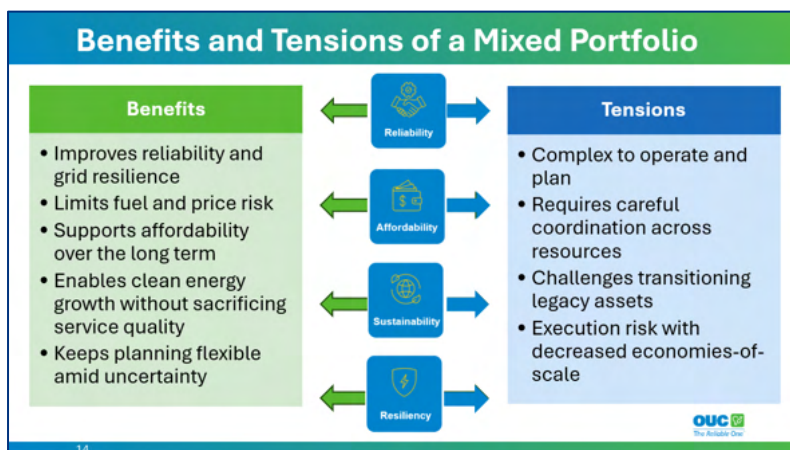 Benefits and Tensions of a Mixed Portfolio
Benefits
• Improves reliability and
grid resilience
• Limits fuel and price risk
• Supports affordability
over the long term
• Enables clean energy
growth without sacrificing
service quality
• Keeps planning flexible
amid uncertainty
Reliability
$
Affordability
Sustainability
Resiliency
Tensions
• Complex to operate and
plan
• Requires careful
coordination across
resources
• Challenges transitioning
legacy assets
• Execution risk with
decreased economies-of-
scale
OUC
The Reliable One
14